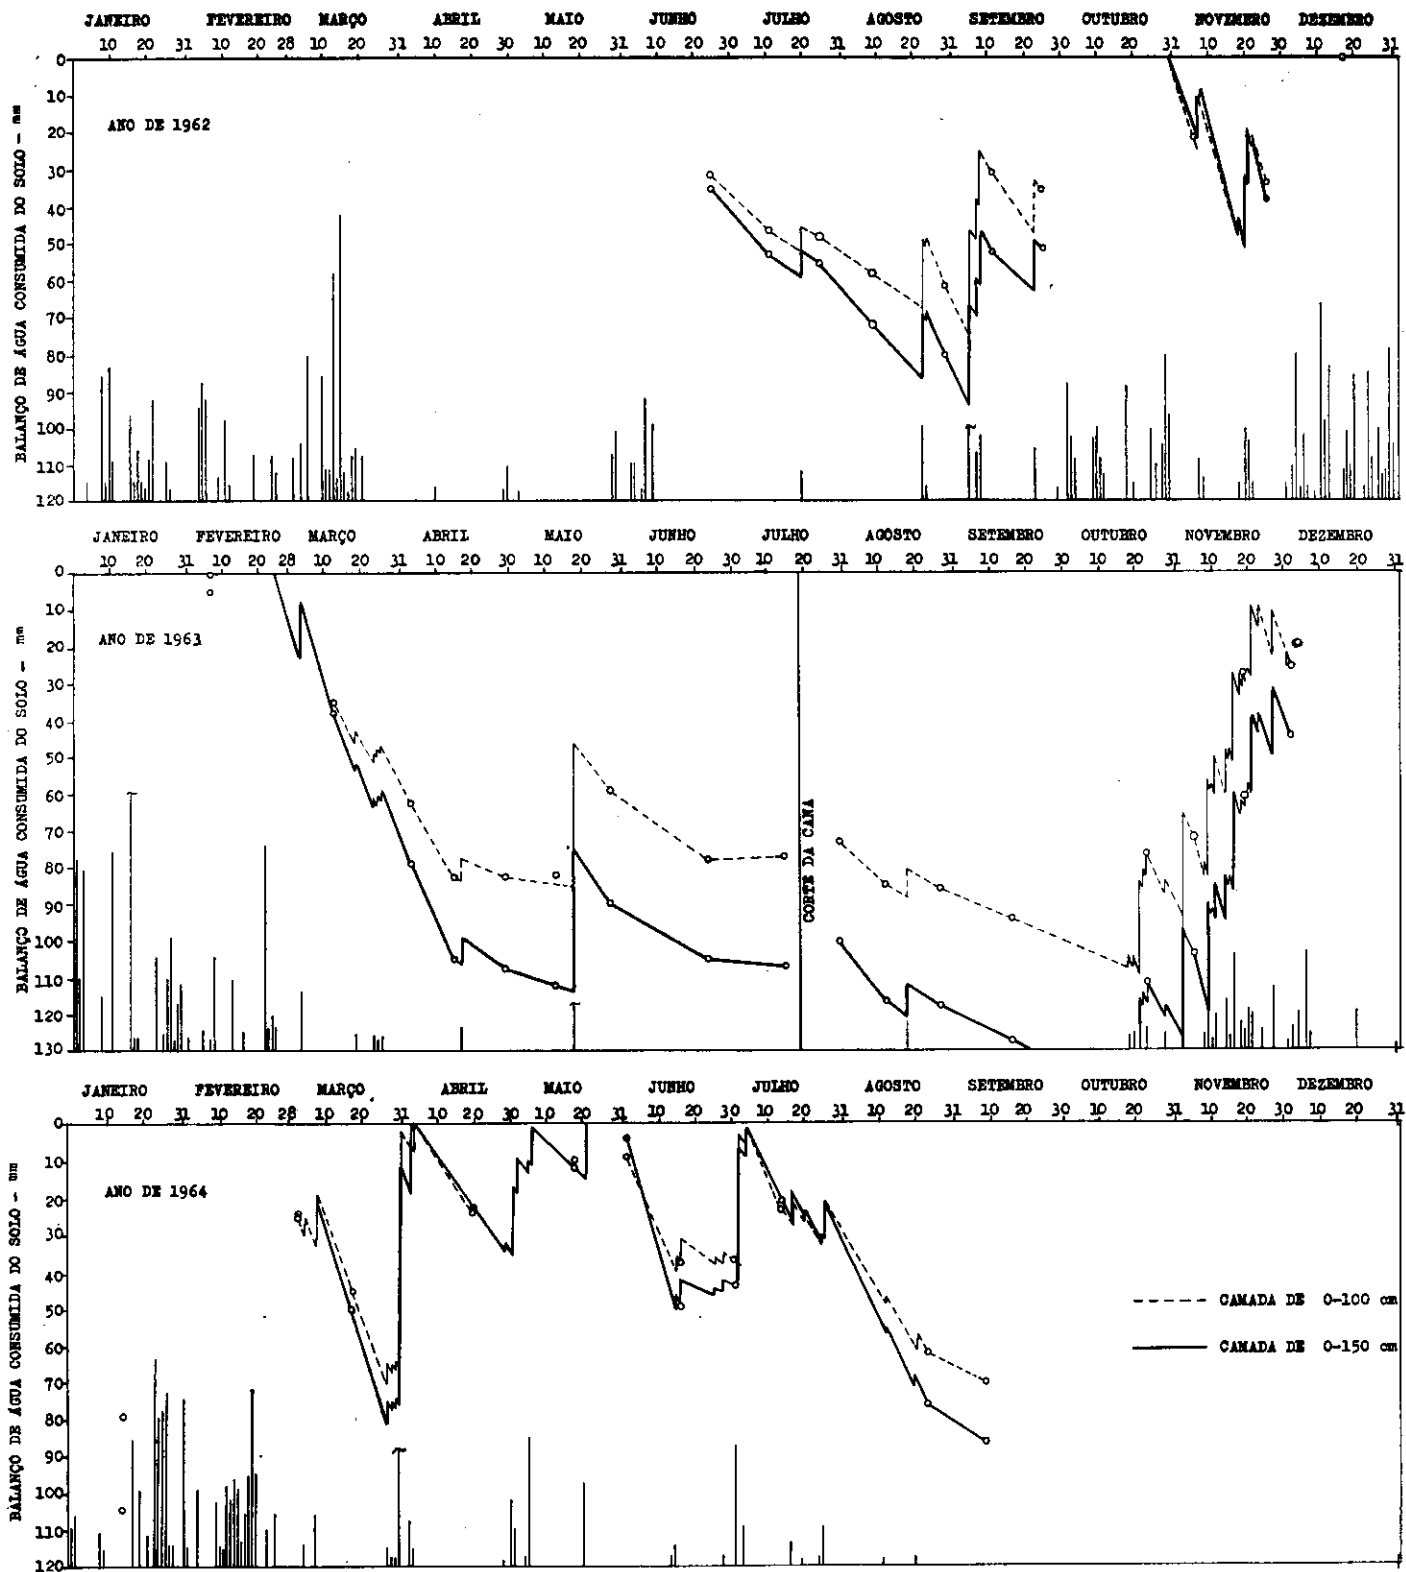 JANEIRO FEVEREIRO MARÇO ABRIL MAIO JUNHO JULHO AGOSTO SETEMBRO OUTUBRO NOVEMBRO DEZEMBRO
10 20 31 10 20 28 10 20 31 10 20 30 10 20 31 10 20 30 10 20 31 10 20 31 10 20 30 10 20 31 10 20 30 10 20 31
BALANÇO DE ÁGUA CONSUMIDA DO SOLO - mm
0
10
20
30
40
50
60
70
80
90
100
110
120
ANO DE 1962
JANEIRO FEVEREIRO MARÇO ABRIL MAIO JUNHO JULHO AGOSTO SETEMBRO OUTUBRO NOVEMBRO DEZEMBRO
10 20 31 10 20 28 10 20 31 10 20 30 10 20 31 10 20 30 10 20 31 10 20 31 10 20 30 10 20 31 10 20 30 10 20 31
BALANÇO DE ÁGUA CONSUMIDA DO SOLO - mm
0
10
20
30
40
50
60
70
80
90
100
110
120
130
ANO DE 1963
CORTE DA CANA
JANEIRO FEVEREIRO MARÇO ABRIL MAIO JUNHO JULHO AGOSTO SETEMBRO OUTUBRO NOVEMBRO DEZEMBRO
10 20 31 10 20 28 10 20 31 10 20 30 10 20 31 10 20 30 10 20 31 10 20 31 10 20 30 10 20 31 10 20 30 10 20 31
BALANÇO DE ÁGUA CONSUMIDA DO SOLO - mm
0
10
20
30
40
50
60
70
80
90
100
110
120
ANO DE 1964
CAMADA DE 0-100 cm
CAMADA DE 0-150 cm